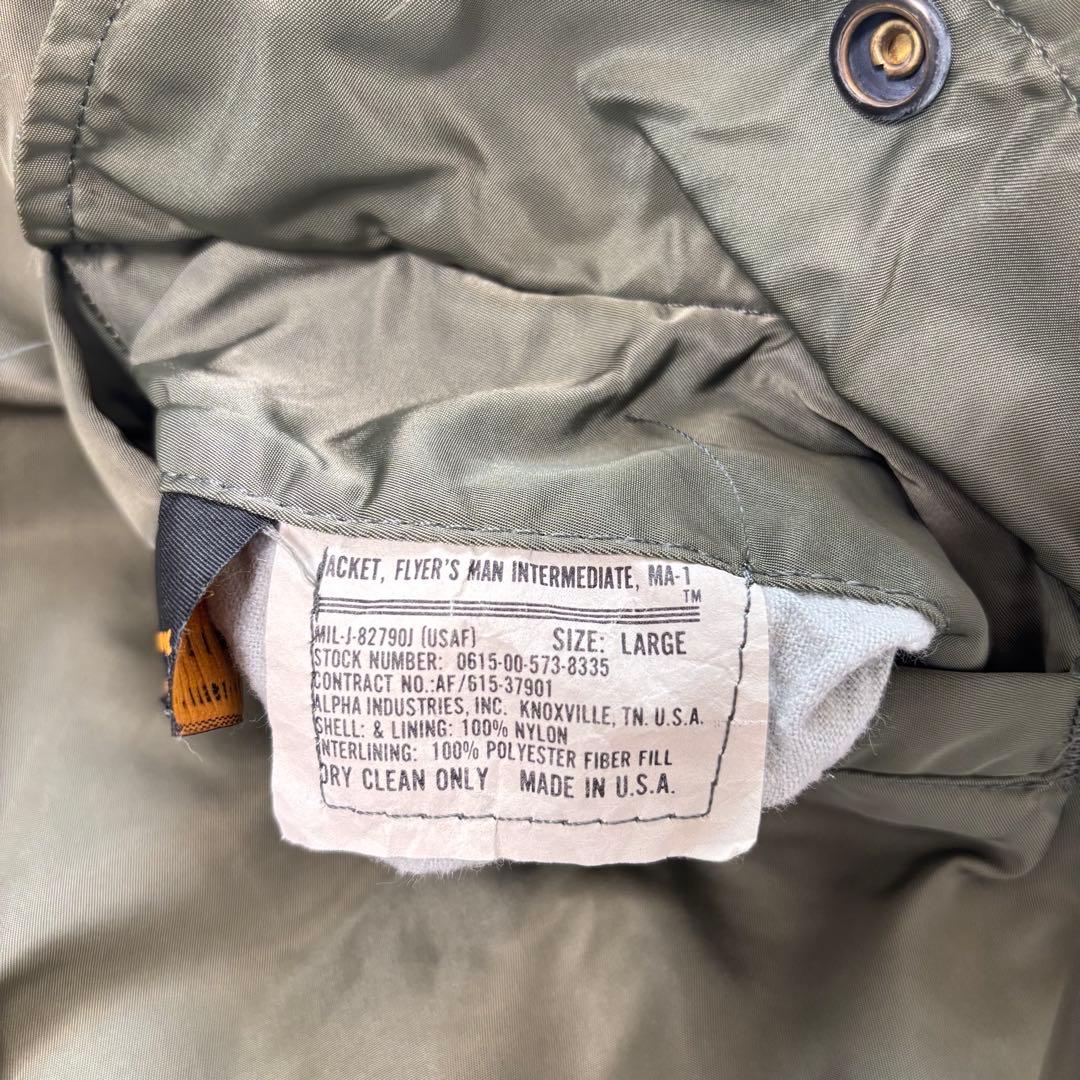 JACKET, FLYER'S MAN INTERMEDIATE, MA-1
TM
MIL-J-82790J (USAF) SIZE: LARGE
STOCK NUMBER: 0615-00-573-8335
CONTRACT NO.:AF/615-37901
ALPHA INDUSTRIES, INC. KNOXVILLE, TN. U.S.A.
SHELL: & LINING: 100% NYLON
INTERLINING: 100% POLYESTER FIBER FILL
DRY CLEAN ONLY MADE IN U.S.A.